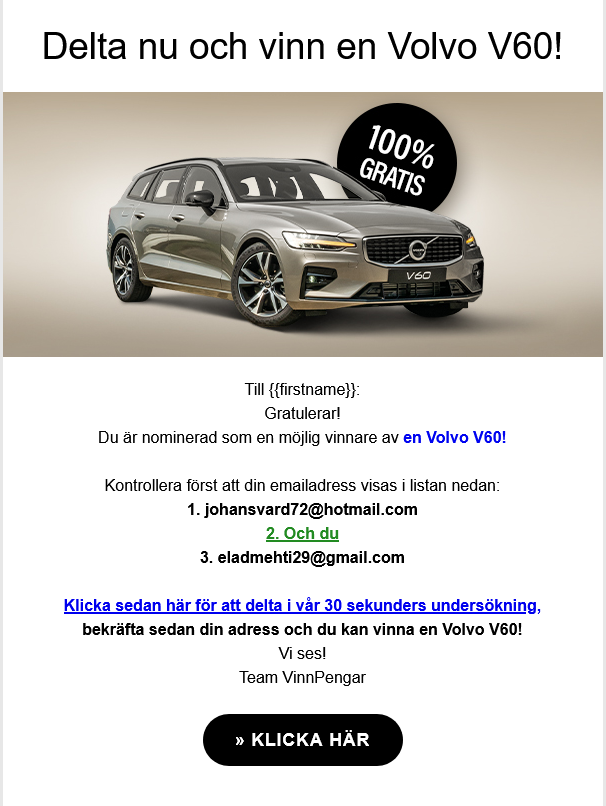 Delta nu och vinn en Volvo V60!
100%
GRATIS
V60
Till {{firstname}}:
Gratulerar!
Du är nominerad som en möjlig vinnare av en Volvo V60!
Kontrollera först att din emailadress visas i listan nedan:
1. johansvard72@hotmail.com
2. Och du
3. eladmehti29@gmail.com
Klicka sedan här för att delta i vår 30 sekunders undersökning,
bekräfta sedan din adress och du kan vinna en Volvo V60!
Vi ses!
Team VinnPengar
» KLICKA HÄR